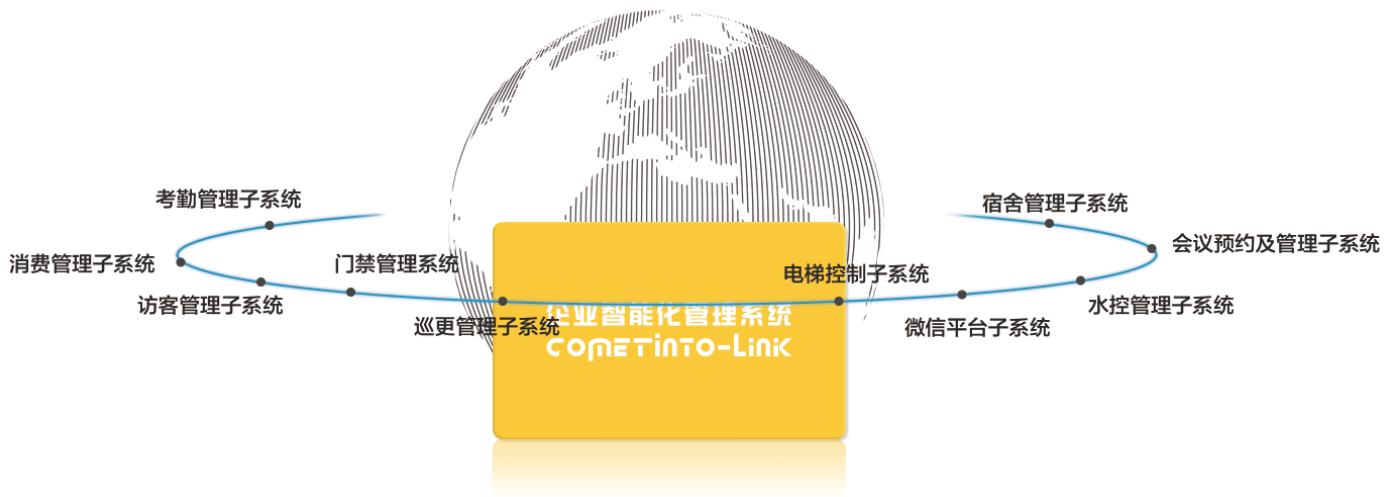 考勤管理子系统
宿舍管理子系统
会议预约及管理子系统
消费管理子系统
门禁管理系统
电梯控制子系统
访客管理子系统
水控管理子系统
巡更管理子系统
企业智能化管理系统
微信平台子系统
COMETINTO-LINK